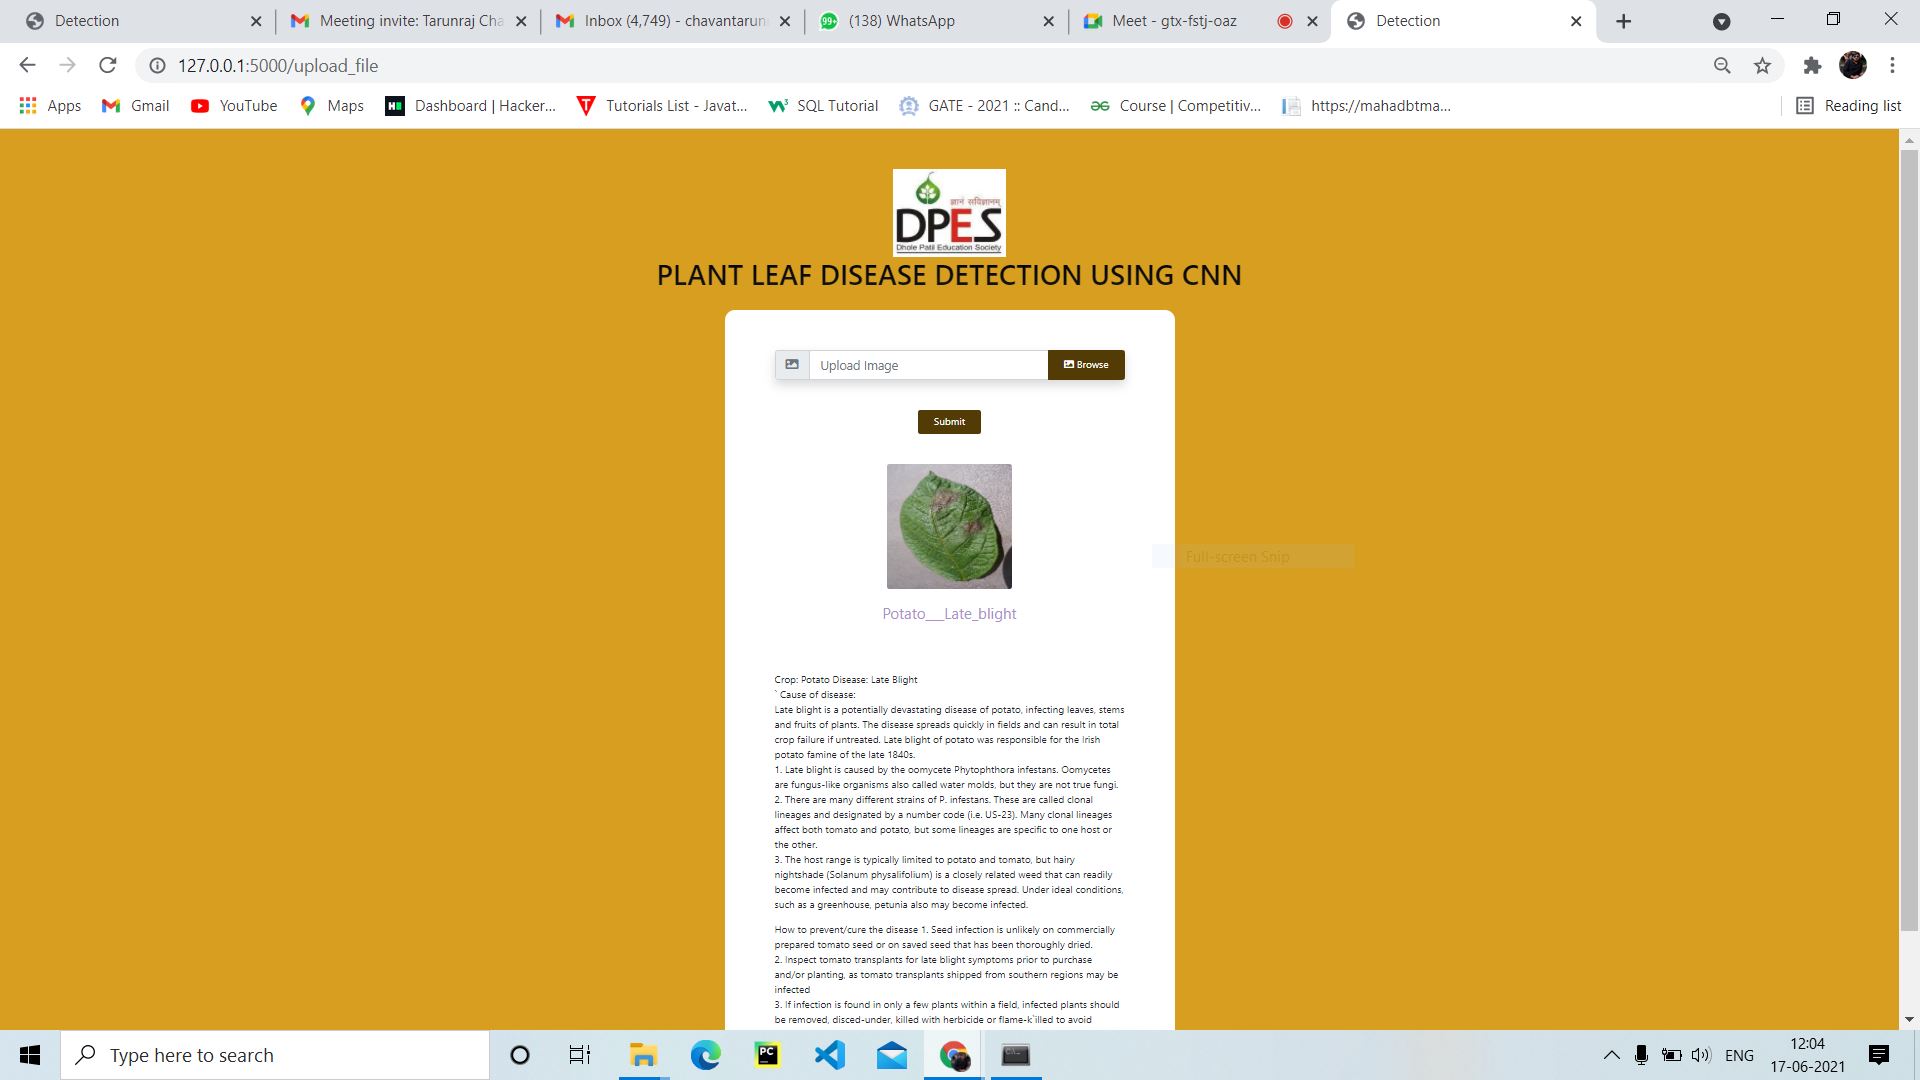 Detection
Meeting invite: Tarunraj Cha
Inbox (4,749) - chavantarun
99+
(138) WhatsApp
Meet - gtx-fstj-oaz
Detection
127.0.0.1:5000/upload_file
Apps
Gmail
YouTube
Maps
Dashboard | Hacker...
Tutorials List - Javat...
SQL Tutorial
GATE - 2021 :: Cand...
Course | Competitiv...
https://mahadbtma...
Reading list
ज्ञानं सविज्ञानम्
DPES
Dhole Patil Education Society
PLANT LEAF DISEASE DETECTION USING CNN
Upload Image
Browse
Submit
Full-screen Snip
Potato___Late_blight
Crop: Potato Disease: Late Blight
` Cause of disease:
Late blight is a potentially devastating disease of potato, infecting leaves, stems
and fruits of plants. The disease spreads quickly in fields and can result in total
crop failure if untreated. Late blight of potato was responsible for the Irish
potato famine of the late 1840s.
1. Late blight is caused by the oomycete Phytophthora infestans. Oomycetes
are fungus-like organisms also called water molds, but they are not true fungi.
2. There are many different strains of P. infestans. These are called clonal
lineages and designated by a number code (i.e. US-23). Many clonal lineages
affect both tomato and potato, but some lineages are specific to one host or
the other.
3. The host range is typically limited to potato and tomato, but hairy
nightshade (Solanum physalifolium) is a closely related weed that can readily
become infected and may contribute to disease spread. Under ideal conditions,
such as a greenhouse, petunia also may become infected.
How to prevent/cure the disease 1. Seed infection is unlikely on commercially
prepared tomato seed or on saved seed that has been thoroughly dried.
2. Inspect tomato transplants for late blight symptoms prior to purchase
and/or planting, as tomato transplants shipped from southern regions may be
infected
3. If infection is found in only a few plants within a field, infected plants should
be removed, disced-under, killed with herbicide or flame-k`illed to avoid
Type here to search
PC
ENG
12:04
17-06-2021